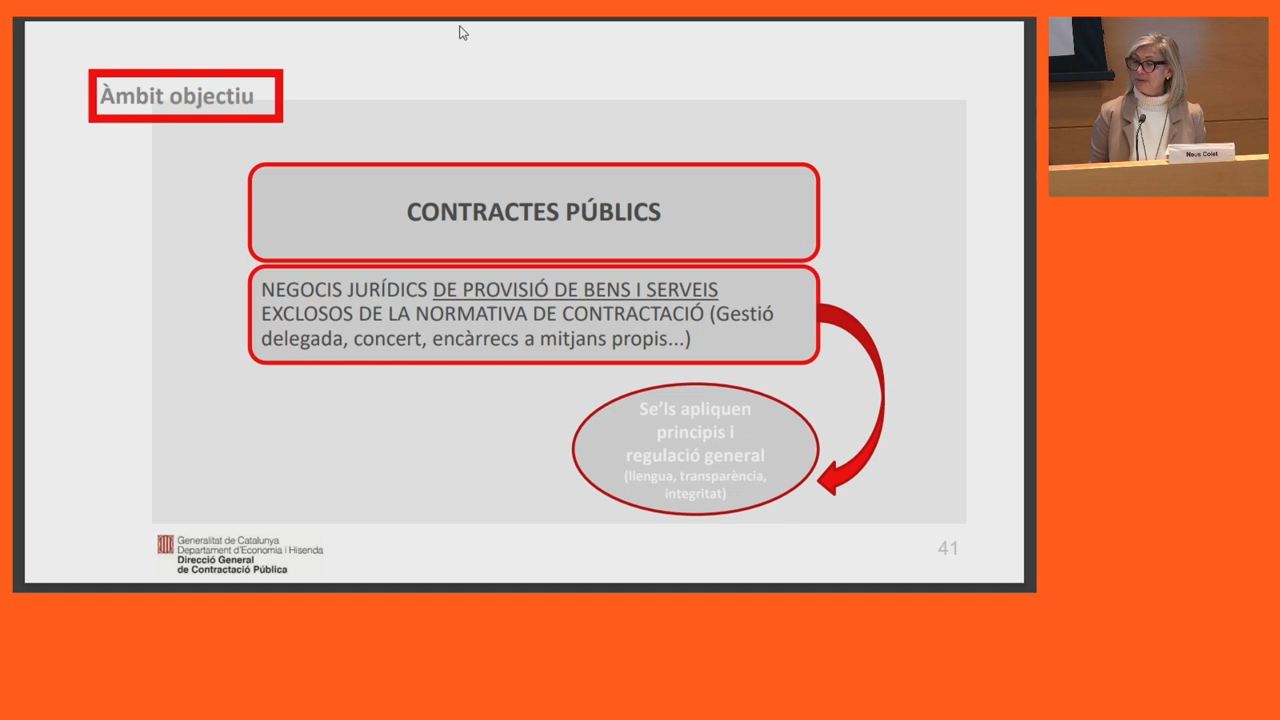 Àmbit objectiu
CONTRACTES PÚBLICS
NEGOCIS JURÍDICS DE PROVISIÓ DE BENS I SERVEIS
EXCLOSOS DE LA NORMATIVA DE CONTRACTACIÓ (Gestió
delegada, concert, encàrrecs a mitjans propis...)
Se'ls apliquen
principis i
regulació general
(llengua, transparència,
integritat)
Generalitat de Catalunya
Departament d'Economia i Hisenda
Direcció General
de Contractació Pública
41
Neus Colet